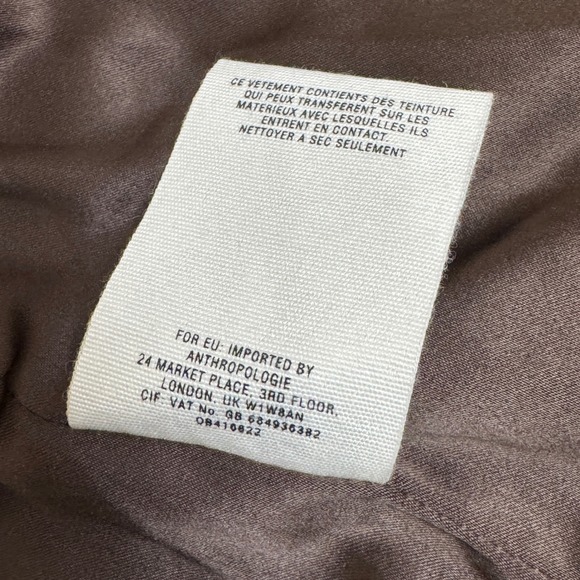 CE VETEMENT CONTIENTS DES TEINTURE
QUI PEUX TRANSFERENT SUR LES
MATERIEUX AVEC LESQUELLES ILS
ENTRENT EN CONTACT.
NETTOYER A SEC SEULEMENT
FOR EU: IMPORTED BY
ANTHROPOLOGIE
24 MARKET PLACE, 3RD FLOOR,
LONDON, UK W1W8AN
CIF. VAT No. GB 684936382
OB410822